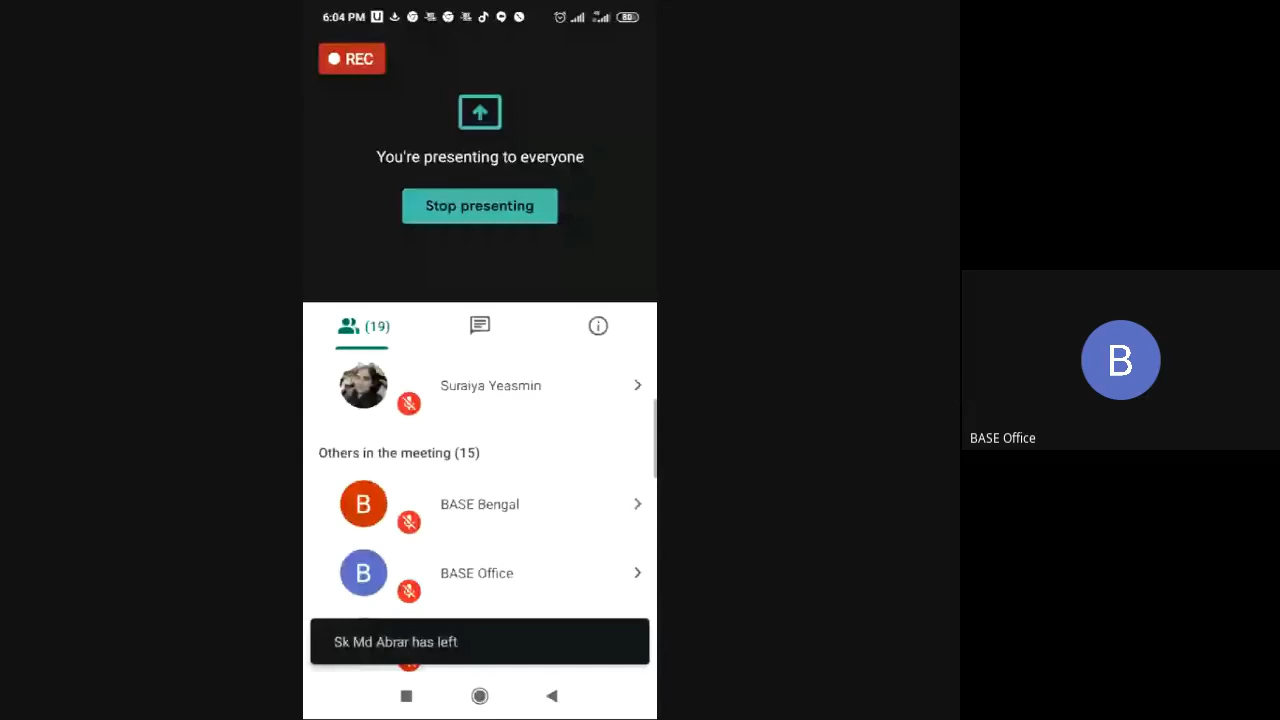 6:04 PM
80
REC
You're presenting to everyone
Stop presenting
(19)
Suraiya Yeasmin
Others in the meeting (15)
B
BASE Bengal
B
BASE Office
Sk Md Abrar has left
B
BASE Office